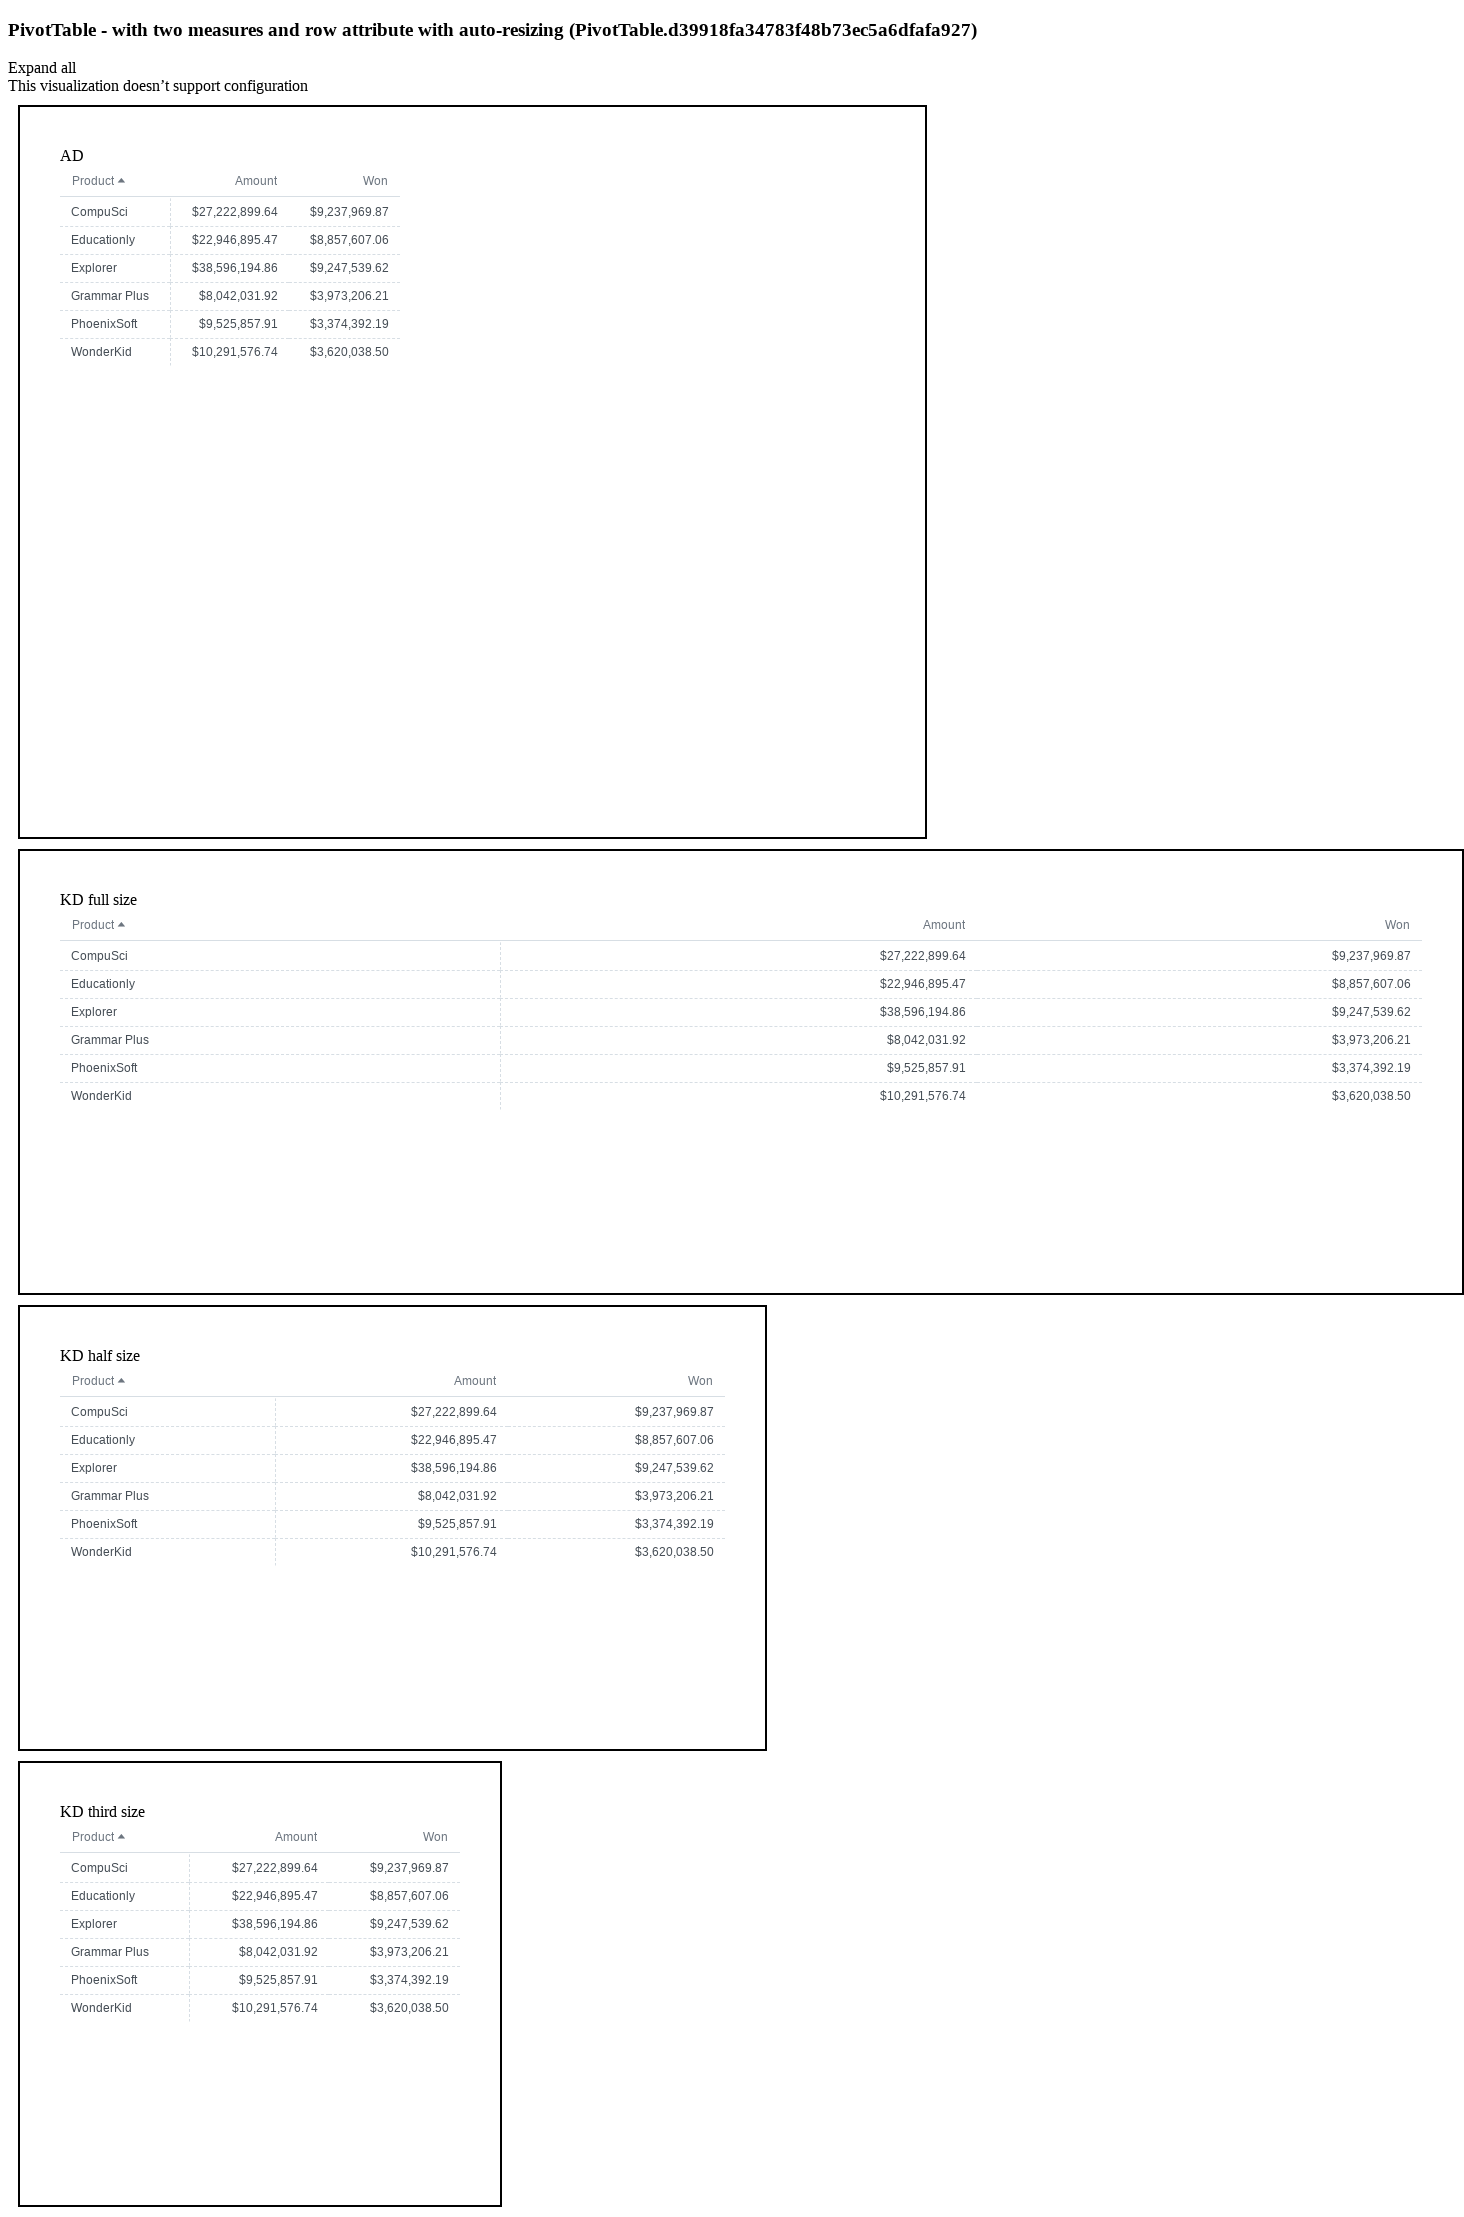 PivotTable - with two measures and row attribute with auto-resizing (PivotTable.d39918fa34783f48b73ec5a6dfafa927)
Expand all
This visualization doesn’t support configuration
AD
Product Amount Won
CompuSci $27,222,899.64 $9,237,969.87
Educationly $22,946,895.47 $8,857,607.06
Explorer $38,596,194.86 $9,247,539.62
Grammar Plus $8,042,031.92 $3,973,206.21
PhoenixSoft $9,525,857.91 $3,374,392.19
WonderKid $10,291,576.74 $3,620,038.50
KD full size
Product Amount Won
CompuSci $27,222,899.64 $9,237,969.87
Educationly $22,946,895.47 $8,857,607.06
Explorer $38,596,194.86 $9,247,539.62
Grammar Plus $8,042,031.92 $3,973,206.21
PhoenixSoft $9,525,857.91 $3,374,392.19
WonderKid $10,291,576.74 $3,620,038.50
KD half size
Product Amount Won
CompuSci $27,222,899.64 $9,237,969.87
Educationly $22,946,895.47 $8,857,607.06
Explorer $38,596,194.86 $9,247,539.62
Grammar Plus $8,042,031.92 $3,973,206.21
PhoenixSoft $9,525,857.91 $3,374,392.19
WonderKid $10,291,576.74 $3,620,038.50
KD third size
Product Amount Won
CompuSci $27,222,899.64 $9,237,969.87
Educationly $22,946,895.47 $8,857,607.06
Explorer $38,596,194.86 $9,247,539.62
Grammar Plus $8,042,031.92 $3,973,206.21
PhoenixSoft $9,525,857.91 $3,374,392.19
WonderKid $10,291,576.74 $3,620,038.50